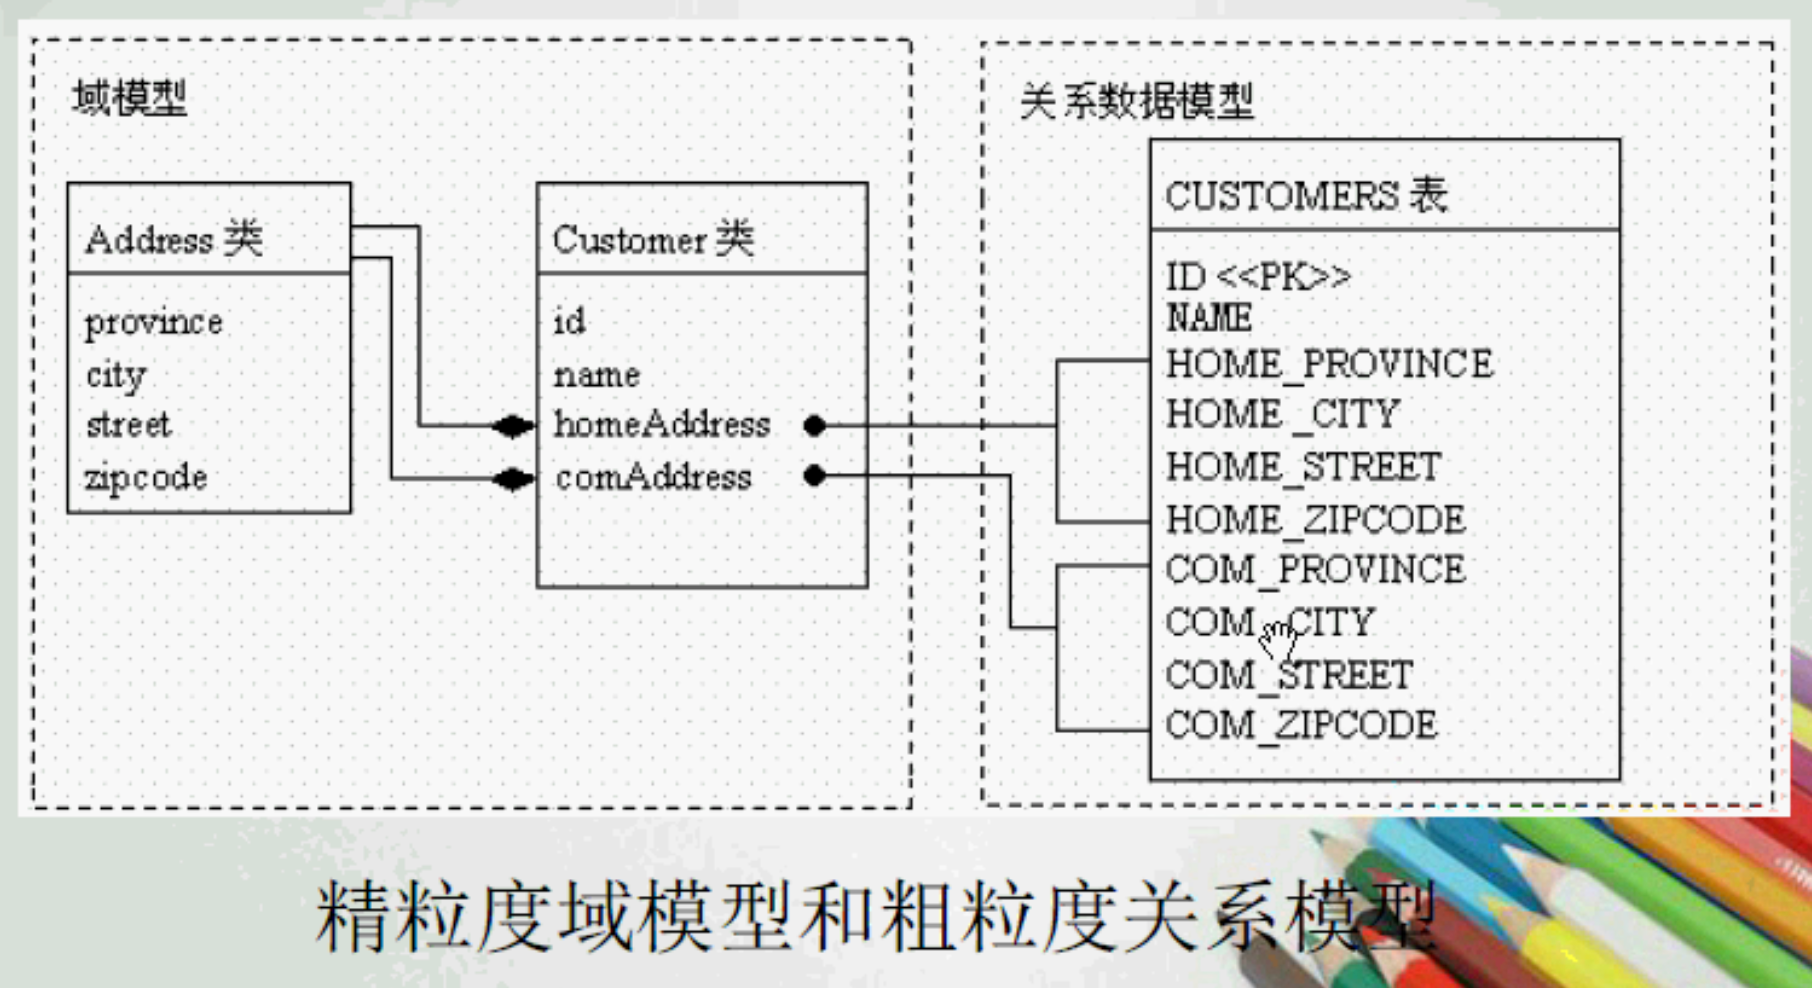 域模型
Address 类
province
city
street
zipcode
Customer 类
id
name
homeAddress
comAddress
关系数据模型
CUSTOMERS 表
ID <<PK>>
NAME
HOME_PROVINCE
HOME_CITY
HOME_STREET
HOME_ZIPCODE
COM_PROVINCE
COM_CITY
COM_STREET
COM_ZIPCODE
精粒度域模型和粗粒度关系模型